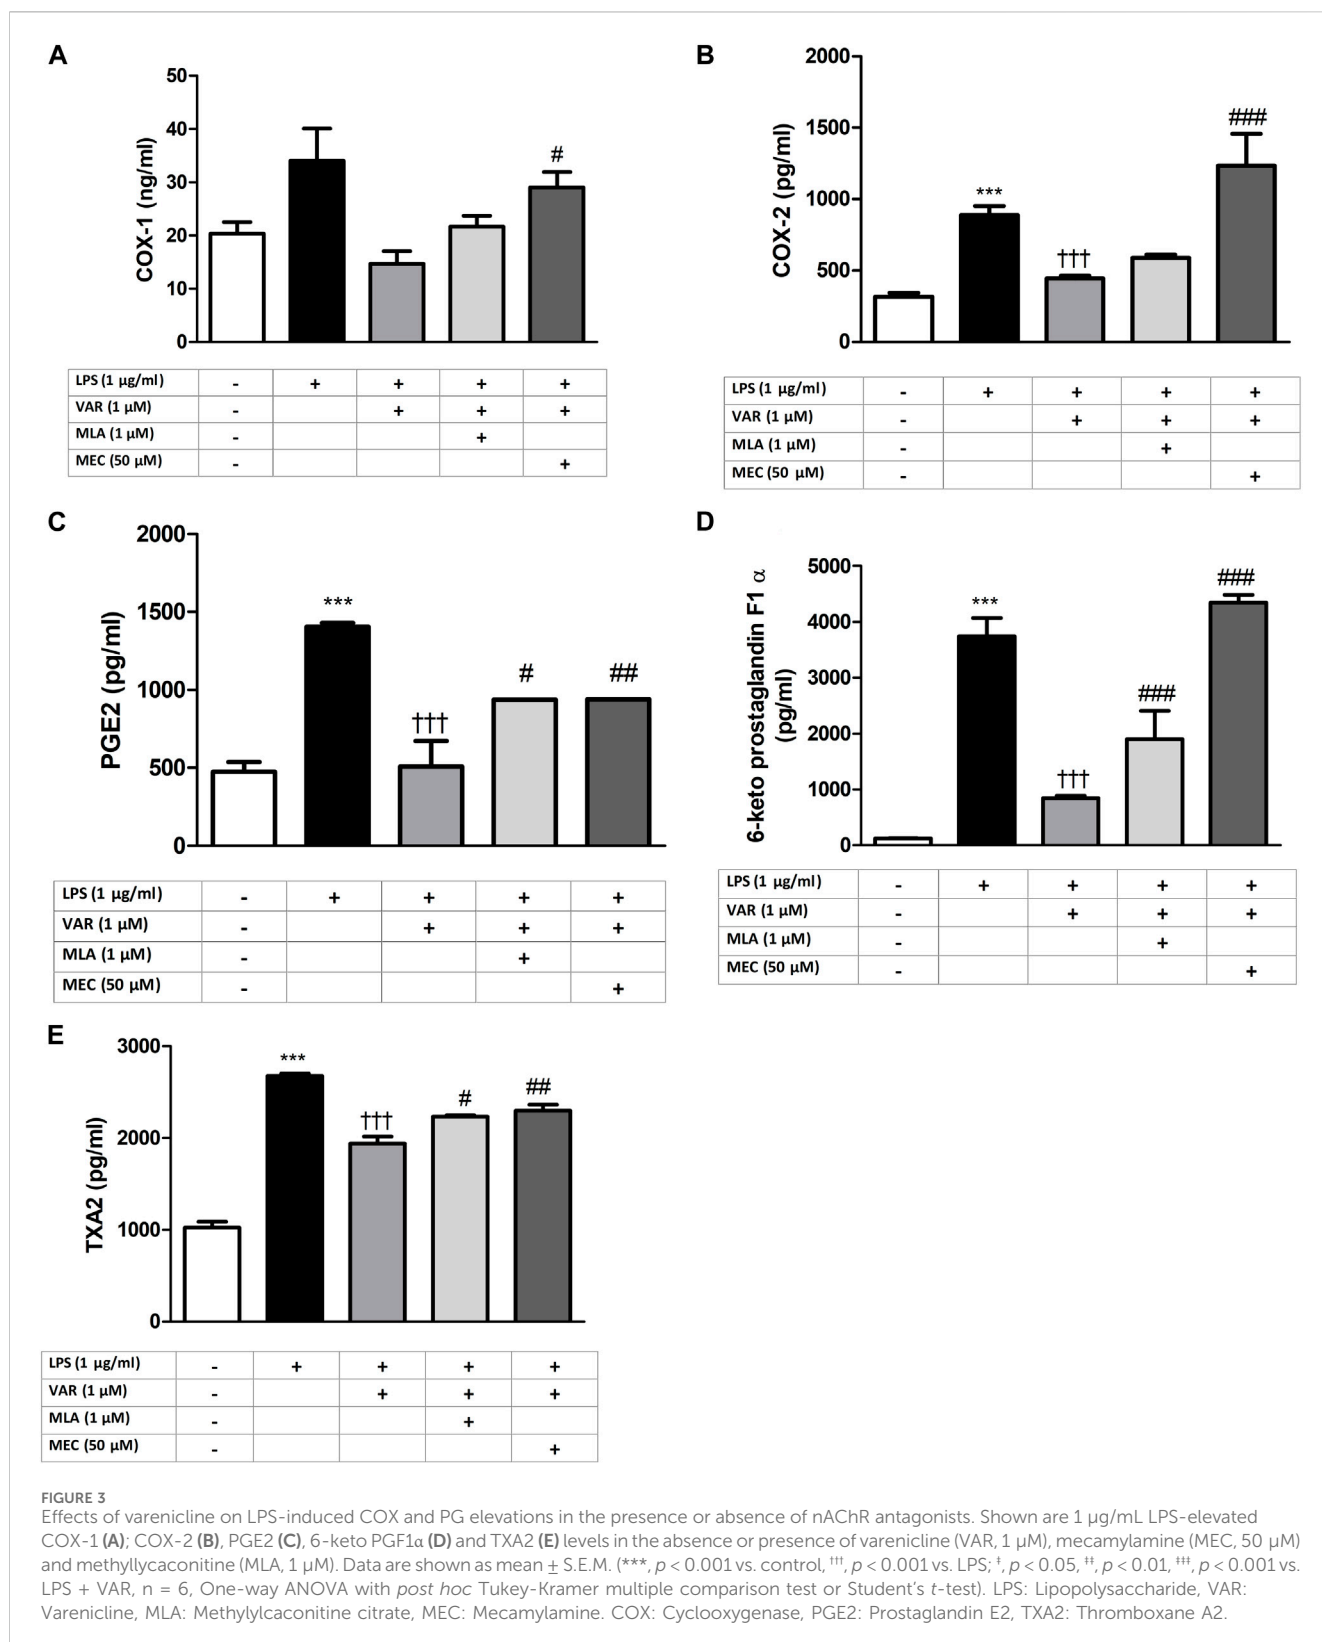 A
COX-1 (ng/ml)
50
40
30
20
10
0
#
LPS (1 µg/ml) - + + + +
VAR (1 µM) - + + +
MLA (1 µM) - +
MEC (50 µM) - +
B
COX-2 (pg/ml)
2000
1500
1000
500
0
***
†††
###
LPS (1 µg/ml) - + + + +
VAR (1 µM) - + + +
MLA (1 µM) - +
MEC (50 µM) - +
C
PGE2 (pg/ml)
2000
1500
1000
500
0
***
†††
#
##
LPS (1 µg/ml) - + + + +
VAR (1 µM) - + + +
MLA (1 µM) - +
MEC (50 µM) - +
D
6-keto prostaglandin F1 α
(pg/ml)
5000
4000
3000
2000
1000
0
***
†††
###
###
LPS (1 µg/ml) - + + + +
VAR (1 µM) - + + +
MLA (1 µM) - +
MEC (50 µM) - +
E
TXA2 (pg/ml)
3000
2000
1000
0
***
†††
#
##
LPS (1 µg/ml) - + + + +
VAR (1 µM) - + + +
MLA (1 µM) - +
MEC (50 µM) - +
FIGURE 3
Effects of varenicline on LPS-induced COX and PG elevations in the presence or absence of nAChR antagonists. Shown are 1 µg/mL LPS-elevated
COX-1 (A); COX-2 (B), PGE2 (C), 6-keto PGF1α (D) and TXA2 (E) levels in the absence or presence of varenicline (VAR, 1 µM), mecamylamine (MEC, 50 µM)
and methyllycaconitine (MLA, 1 µM). Data are shown as mean ± S.E.M. (***, p < 0.001 vs. control, †††, p < 0.001 vs. LPS; ‡, p < 0.05, ‡‡, p < 0.01, ‡‡‡, p < 0.001 vs.
LPS + VAR, n = 6, One-way ANOVA with post hoc Tukey-Kramer multiple comparison test or Student's t-test). LPS: Lipopolysaccharide, VAR:
Varenicline, MLA: Methylylcaconitine citrate, MEC: Mecamylamine. COX: Cyclooxygenase, PGE2: Prostaglandin E2, TXA2: Thromboxane A2.